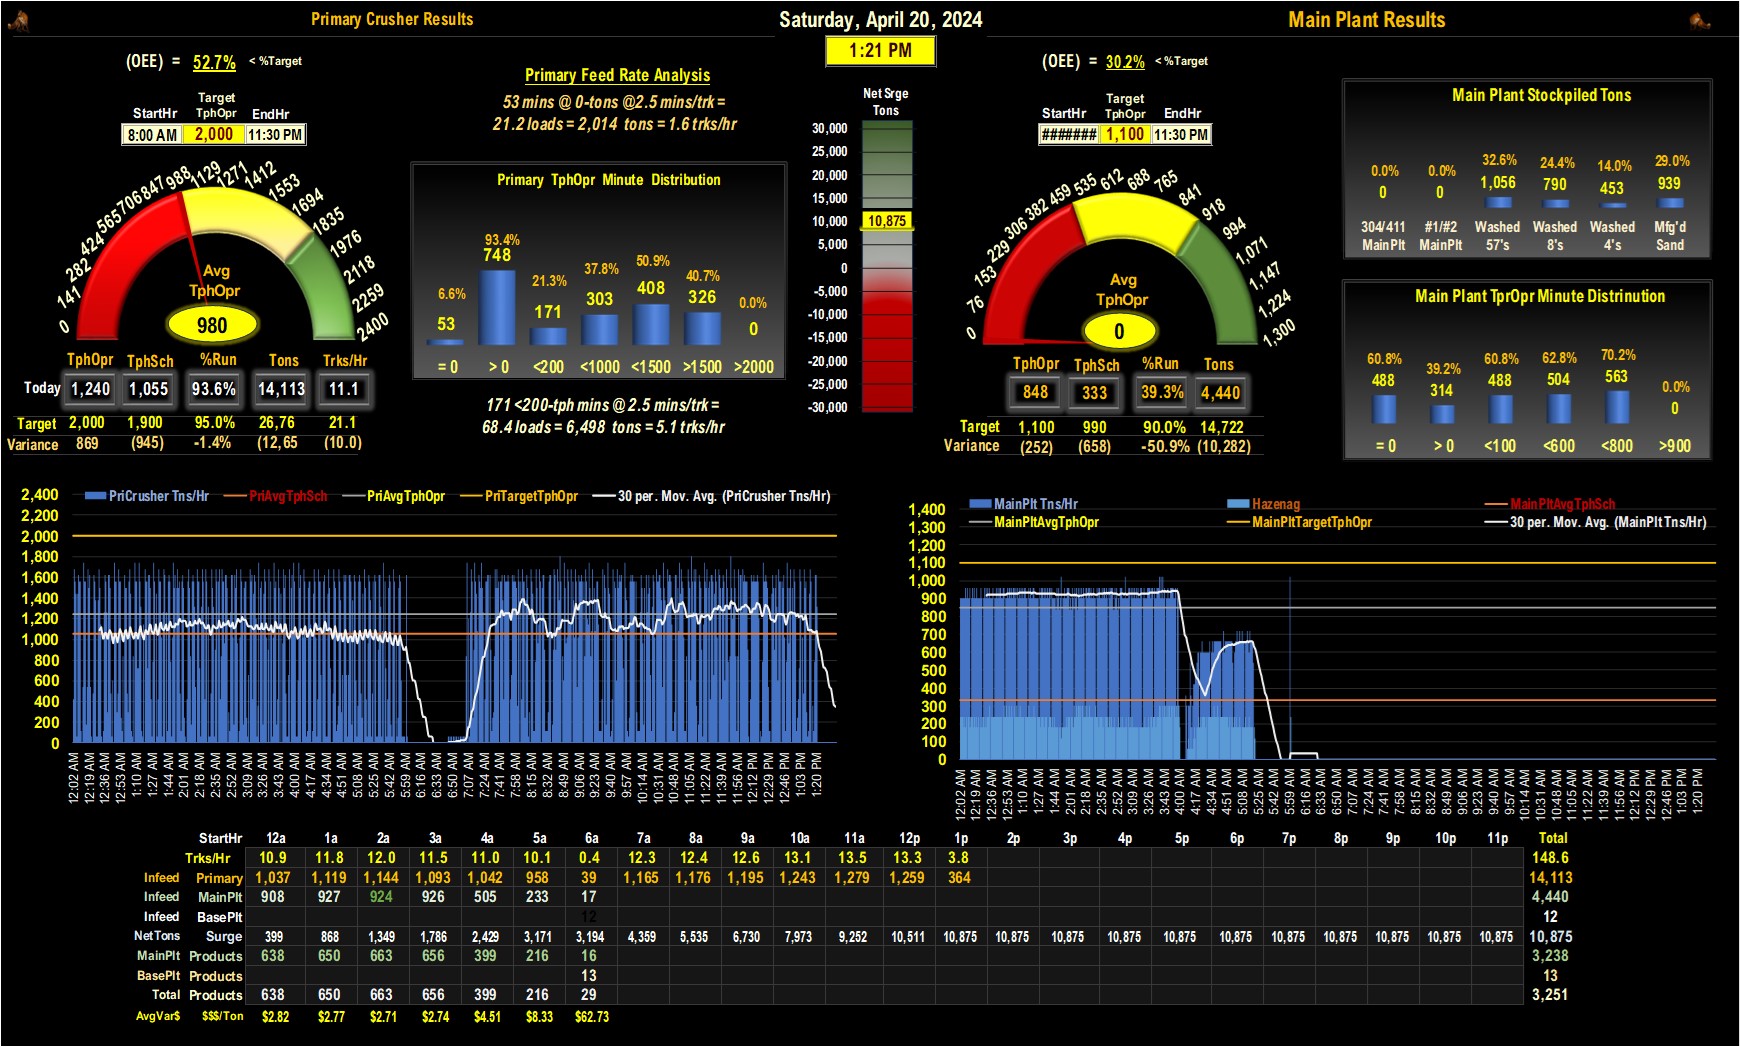 Primary Crusher Results
Saturday, April 20, 2024
Main Plant Results
1:21 PM
(OEE) = 52.7% < %Target
StartHr Target TphOpr EndHr
8:00 AM 2,000 11:30 PM
0 141 282 424 565 706 847 988 1129 1271 1412 1553 1694 1835 1976 2118 2259 2400
Avg
TphOpr
980
TphOpr TphSch %Run Tons Trks/Hr
Today 1,240 1,055 93.6% 14,113 11.1
Target 2,000 1,900 95.0% 26,76 21.1
Variance 869 (945) -1.4% (12,65 (10.0)
Primary Feed Rate Analysis
53 mins @ 0-tons @2.5 mins/trk =
21.2 loads = 2,014 tons = 1.6 trks/hr
Primary TphOpr Minute Distribution
6.6% 93.4% 21.3% 37.8% 50.9% 40.7% 0.0%
53 748 171 303 408 326 0
= 0 > 0 <200 <1000 <1500 >1500 >2000
171 <200-tph mins @ 2.5 mins/trk =
68.4 loads = 6,498 tons = 5.1 trks/hr
Net Srge
Tons
30,000
25,000
20,000
15,000
10,000
10,875
5,000
0
-5,000
-10,000
-15,000
-20,000
-25,000
-30,000
(OEE) = 30.2% < %Target
StartHr Target TphOpr EndHr
####### 1,100 11:30 PM
0 76 153 229 306 382 459 535 612 688 765 841 918 994 1,071 1,147 1,224 1,300
Avg
TphOpr
0
TphOpr TphSch %Run Tons
848 333 39.3% 4,440
Target 1,100 990 90.0% 14,722
Variance (252) (658) -50.9% (10,282)
Main Plant Stockpiled Tons
0.0% 0.0% 32.6% 24.4% 14.0% 29.0%
0 0 1,056 790 453 939
304/411 #1/#2 Washed Washed Washed Mfg'd
MainPlt MainPlt 57's 8's 4's Sand
Main Plant TprOpr Minute Distrinution
60.8% 39.2% 60.8% 62.8% 70.2% 0.0%
488 314 488 504 563 0
= 0 > 0 <100 <600 <800 >900
PriCrusher Tns/Hr PriAvgTphSch PriAvgTphOpr PriTargetTphOpr 30 per. Mov. Avg. (PriCrusher Tns/Hr)
2,400
2,200
2,000
1,800
1,600
1,400
1,200
1,000
800
600
400
200
0
12:02 AM 12:19 AM 12:36 AM 12:53 AM 1:10 AM 1:27 AM 1:44 AM 2:01 AM 2:18 AM 2:35 AM 2:52 AM 3:09 AM 3:26 AM 3:43 AM 4:00 AM 4:17 AM 4:34 AM 4:51 AM 5:08 AM 5:25 AM 5:42 AM 5:59 AM 6:16 AM 6:33 AM 6:50 AM 7:07 AM 7:24 AM 7:41 AM 7:58 AM 8:15 AM 8:32 AM 8:49 AM 9:06 AM 9:23 AM 9:40 AM 9:57 AM 10:14 AM 10:31 AM 10:48 AM 11:05 AM 11:22 AM 11:39 AM 11:56 AM 12:12 PM 12:29 PM 12:46 PM 1:03 PM 1:20 PM
MainPlt Tns/Hr Hazenag MainPltAvgTphSch
MainPltAvgTphOpr MainPltTargetTphOpr 30 per. Mov. Avg. (MainPlt Tns/Hr)
1,400
1,300
1,200
1,100
1,000
900
800
700
600
500
400
300
200
100
0
12:02 AM 12:19 AM 12:36 AM 12:53 AM 1:10 AM 1:27 AM 1:44 AM 2:01 AM 2:18 AM 2:35 AM 2:52 AM 3:09 AM 3:26 AM 3:43 AM 4:00 AM 4:17 AM 4:34 AM 4:51 AM 5:08 AM 5:25 AM 5:42 AM 5:59 AM 6:16 AM 6:33 AM 6:50 AM 7:07 AM 7:24 AM 7:41 AM 7:58 AM 8:15 AM 8:32 AM 8:49 AM 9:06 AM 9:23 AM 9:40 AM 9:57 AM 10:14 AM 10:31 AM 10:48 AM 11:05 AM 11:22 AM 11:39 AM 11:56 AM 12:12 PM 12:29 PM 12:46 PM 1:03 PM 1:20 PM
StartHr 12a 1a 2a 3a 4a 5a 6a 7a 8a 9a 10a 11a 12p 1p 2p 3p 4p 5p 6p 7p 8p 9p 10p 11p Total
Trks/Hr 10.9 11.8 12.0 11.5 11.0 10.1 0.4 12.3 12.4 12.6 13.1 13.5 13.3 3.8 148.6
Infeed Primary 1,037 1,119 1,144 1,093 1,042 958 39 1,165 1,176 1,195 1,243 1,279 1,259 364 14,113
Infeed MainPlt 908 927 924 926 505 233 17 4,440
Infeed BasePlt 12 12
NetTons Surge 399 868 1,349 1,786 2,429 3,171 3,194 4,359 5,535 6,730 7,973 9,252 10,511 10,875 10,875 10,875 10,875 10,875 10,875 10,875 10,875 10,875 10,875 10,875 10,875
MainPlt Products 638 650 663 656 399 216 16 3,238
BasePlt Products 13 13
Total Products 638 650 663 656 399 216 29 3,251
AvgVar$ $$$/Ton $2.82 $2.77 $2.71 $2.74 $4.51 $8.33 $62.73